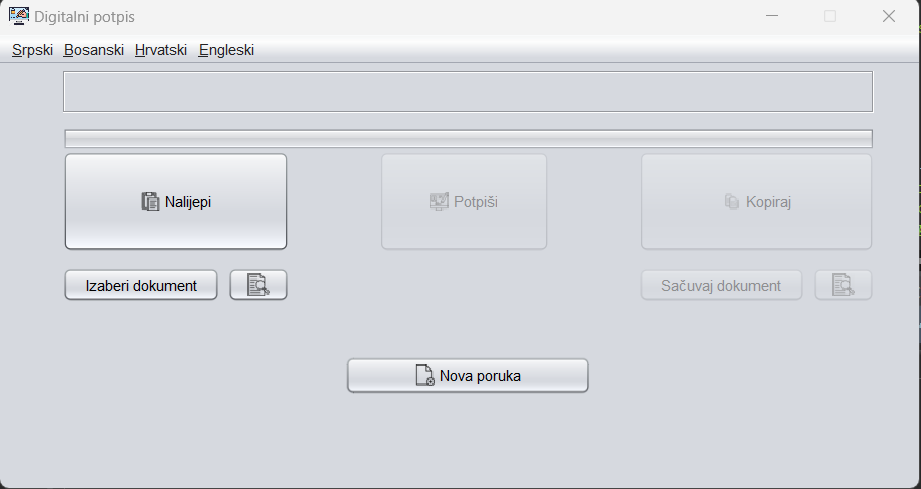 Digitalni potpis
Srpski Bosanski Hrvatski Engleski
Nalijepi Potpiši Kopiraj
Izaberi dokument Sačuvaj dokument
Nova poruka